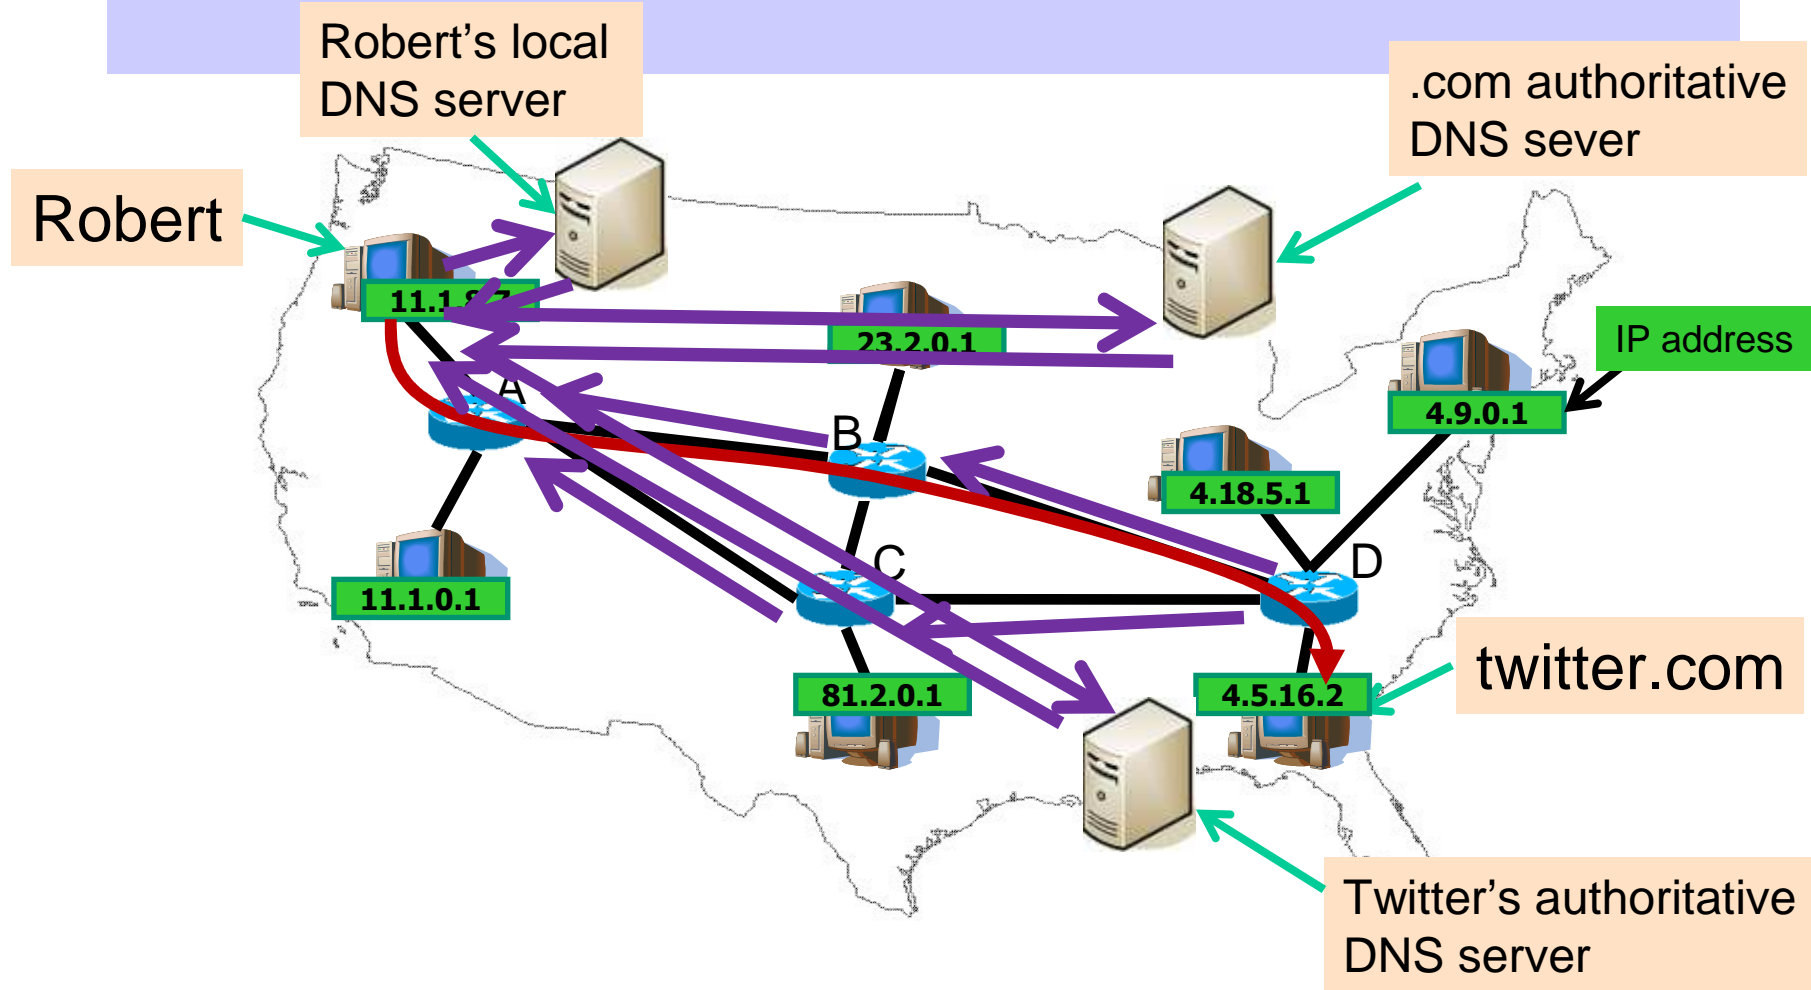 Robert's local
DNS server
.com authoritative
DNS sever
Robert
11.1.8.7
23.2.0.1
IP address
A
4.9.0.1
B
4.18.5.1
C
D
11.1.0.1
twitter.com
81.2.0.1
4.5.16.2
Twitter's authoritative
DNS server